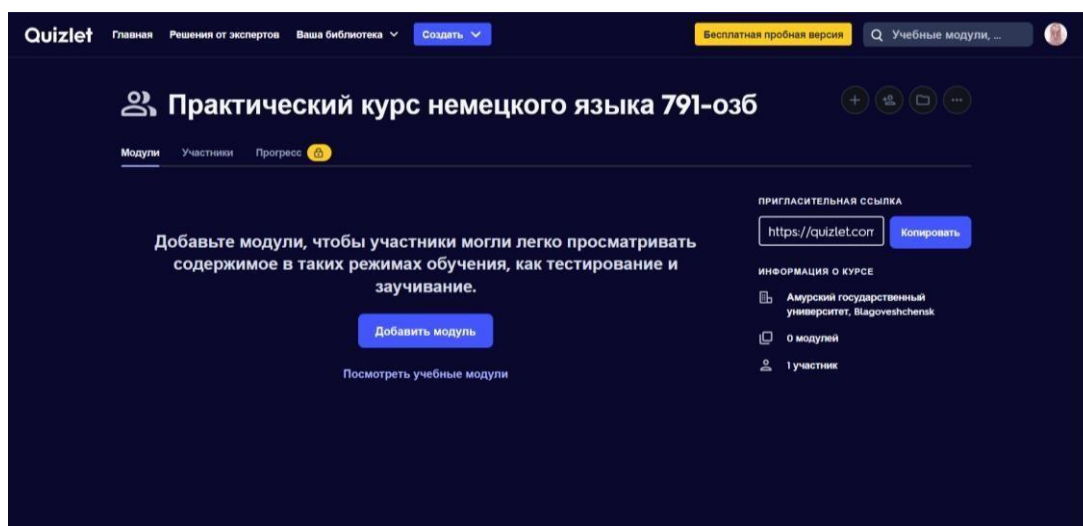 Quizlet Главная Решения от экспертов Ваша библиотека Создать Бесплатная пробная версия Учебные модули, ...
Практический курс немецкого языка 791-озб
Модули Участники Прогресс
ПРИГЛАСИТЕЛЬНАЯ ССЫЛКА
https://quizlet.com Копировать
Добавьте модули, чтобы участники могли легко просматривать
содержимое в таких режимах обучения, как тестирование и
заучивание.
Добавить модуль
Посмотреть учебные модули
ИНФОРМАЦИЯ О КУРСЕ
Амурский государственный
университет, Blagoveshchensk
0 модулей
1 участник